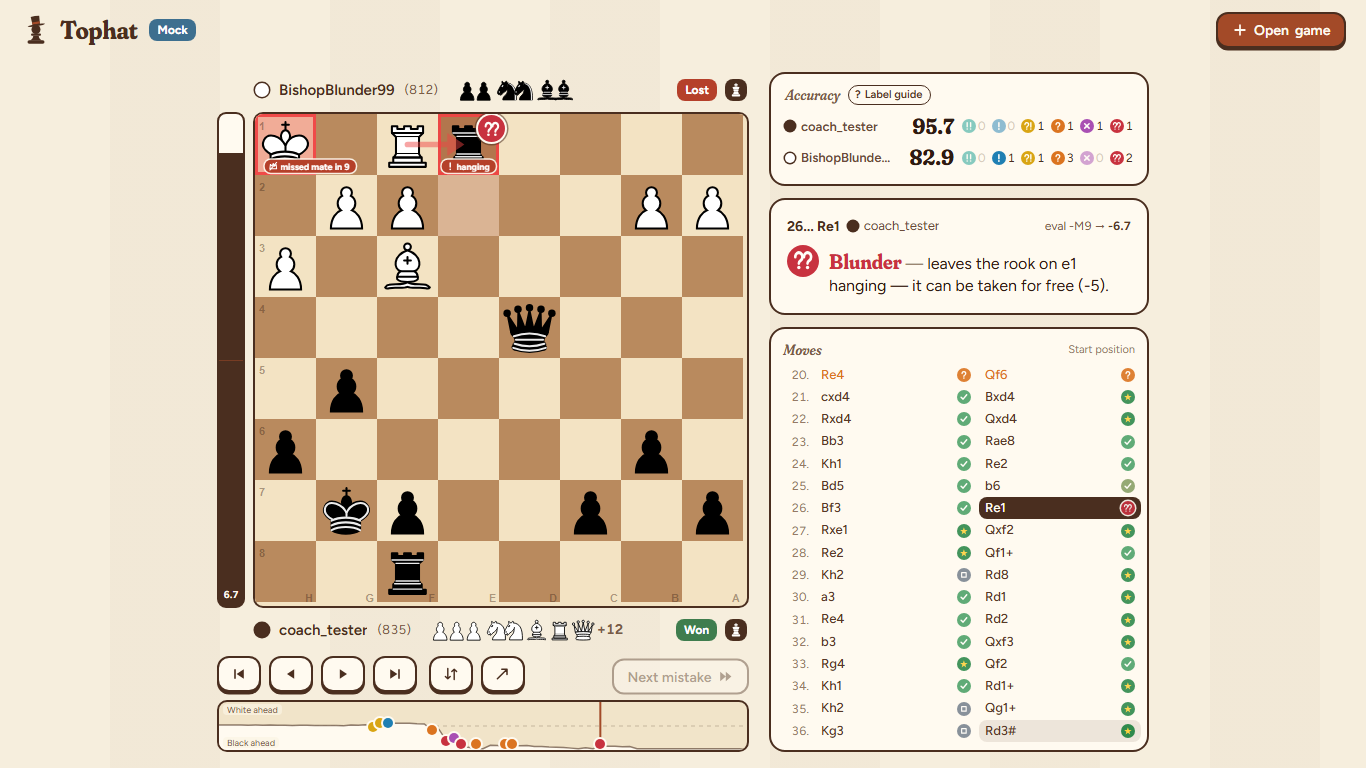 Tophat Mock
+ Open game
BishopBlunder99 (812)
Lost
1
missed mate in 9
??
! hanging
2
3
4
5
6
7
8
H G F E D C B A
6.7
coach_tester (835)
+12
Won
Next mistake
White ahead
Black ahead
Accuracy
? Label guide
coach_tester 95.7 !! 0 ! 0 ?! 1 ? 1 × 1 ?? 1
BishopBlunde... 82.9 !! 0 ! 1 ?! 1 ? 3 × 0 ?? 2
26... Re1 coach_tester eval -M9 → -6.7
?? Blunder — leaves the rook on e1
hanging — it can be taken for free (-5).
Moves Start position
20. Re4 ? Qf6 ?
21. cxd4 Bxd4
22. Rxd4 Qxd4
23. Bb3 Rae8
24. Kh1 Re2
25. Bd5 b6
26. Bf3 Re1 ??
27. Rxe1 Qxf2
28. Re2 Qf1+
29. Kh2 Rd8
30. a3 Rd1
31. Re4 Rd2
32. b3 Qxf3
33. Rg4 Qf2
34. Kh1 Rd1+
35. Kh2 Qg1+
36. Kg3 Rd3#